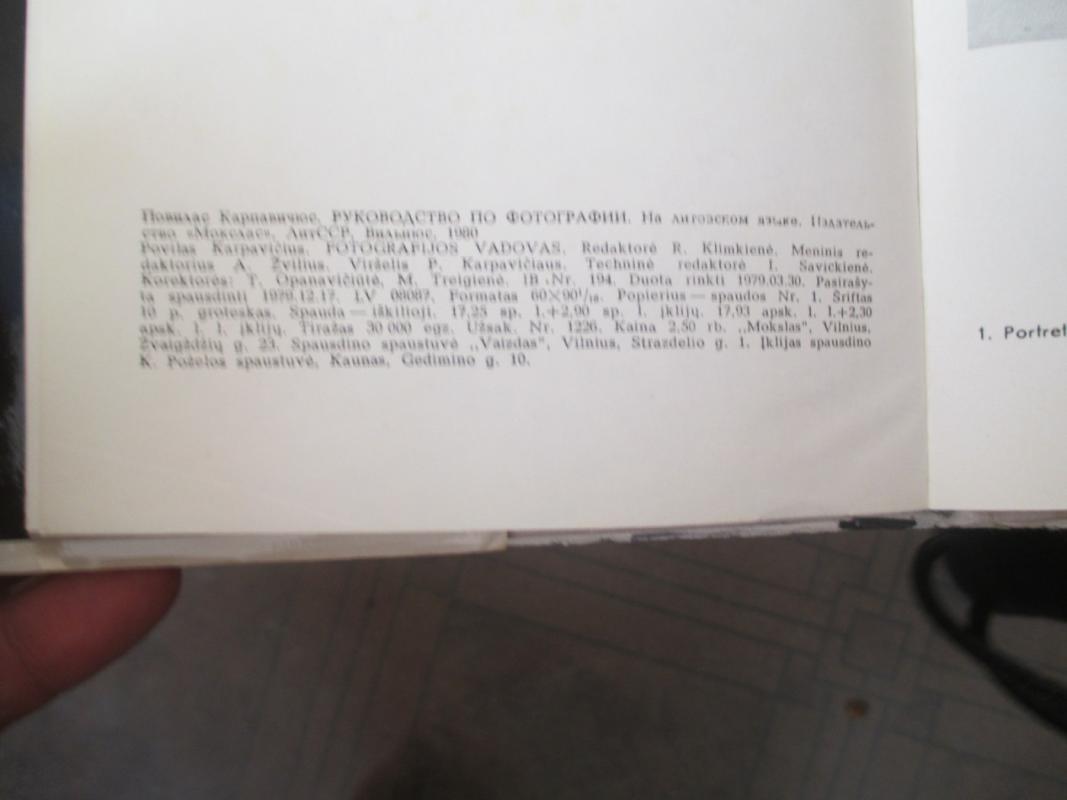 Повилас Карпавичюс. РУКОВОДСТВО ПО ФОТОГРАФИИ. На литовском языке. Издатель-
ство «Мокслас», ЛитССР, Вильнюс, 1980
Povilas Karpavičius. FOTOGRAFIJOS VADOVAS. Redaktorė R. Klimkienė. Meninis re-
daktorius A. Žvilius. Viršelis P. Karpavičiaus. Techninė redaktorė I. Savickienė.
Korektorės: T. Opanavičiūtė, M. Treigienė. IB Nr. 194. Duota rinkti 1979.03.30. Pasirašy-
ta spausdinti 1979.12.17. LV 08087. Formatas 60×90¹/₁₆. Popierius — spaudos Nr. 1. Šriftas
10 p. groteskas. Spauda — iškilioji. 17,25 sp. l.+2,90 sp. l. įklijų. 17,93 apsk. l. l.+2,30
apsk. l. l. įklijų. Tiražas 30 000 egz. Užsak. Nr. 1226. Kaina 2,50 rb. „Mokslas", Vilnius,
Žvaigždžių g. 23. Spausdino spaustuvė „Vaizdas", Vilnius, Strazdelio g. 1. Įklijas spausdino
K. Poželos spaustuvė, Kaunas, Gedimino g. 10.
1. Portret